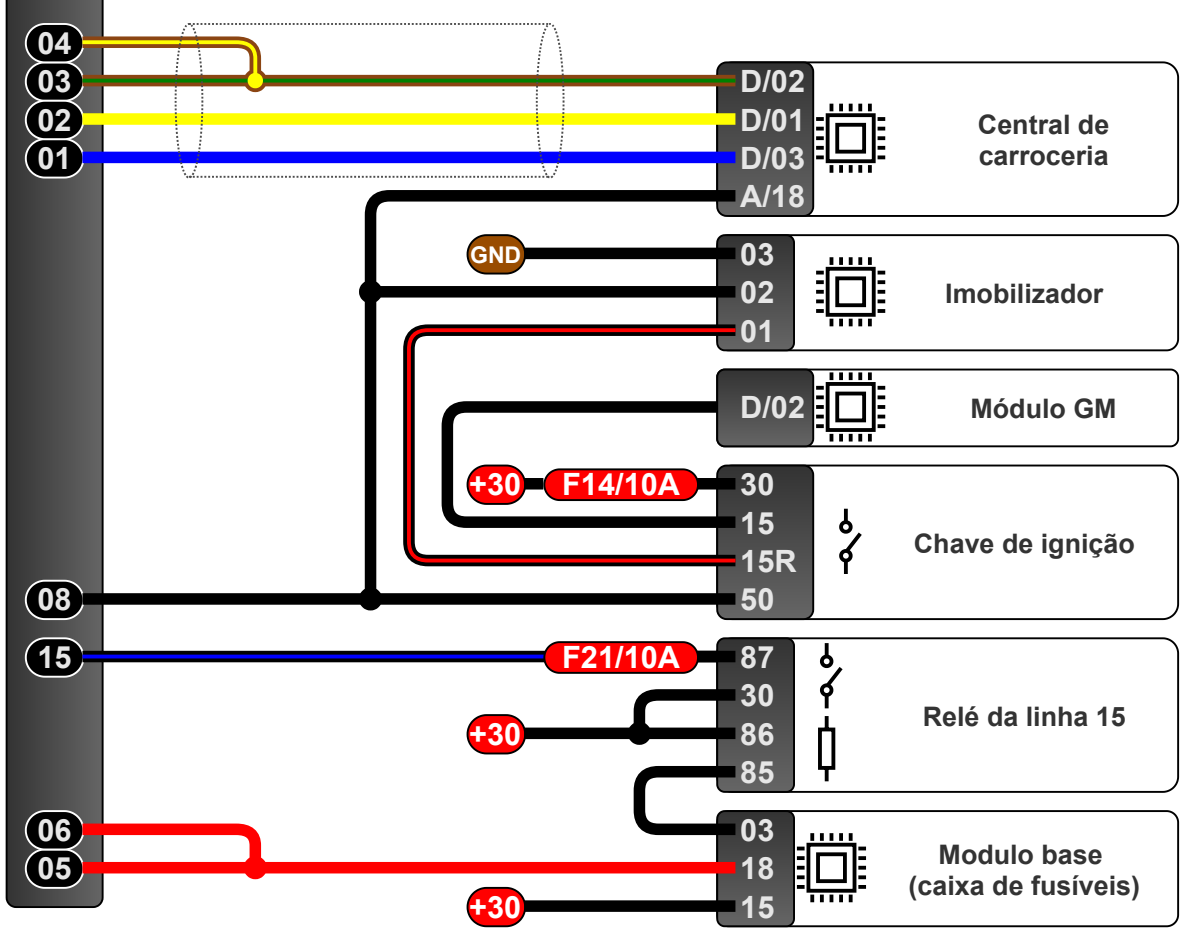 04
03
02
01
D/02
D/01
D/03
A/18
Central de
carroceria
GND
03
02
01
Imobilizador
D/02
Módulo GM
+30
F14/10A
30
15
15R
50
Chave de ignição
08
15
F21/10A
87
30
86
85
+30
Relé da linha 15
06
05
03
18
15
+30
Modulo base
(caixa de fusíveis)